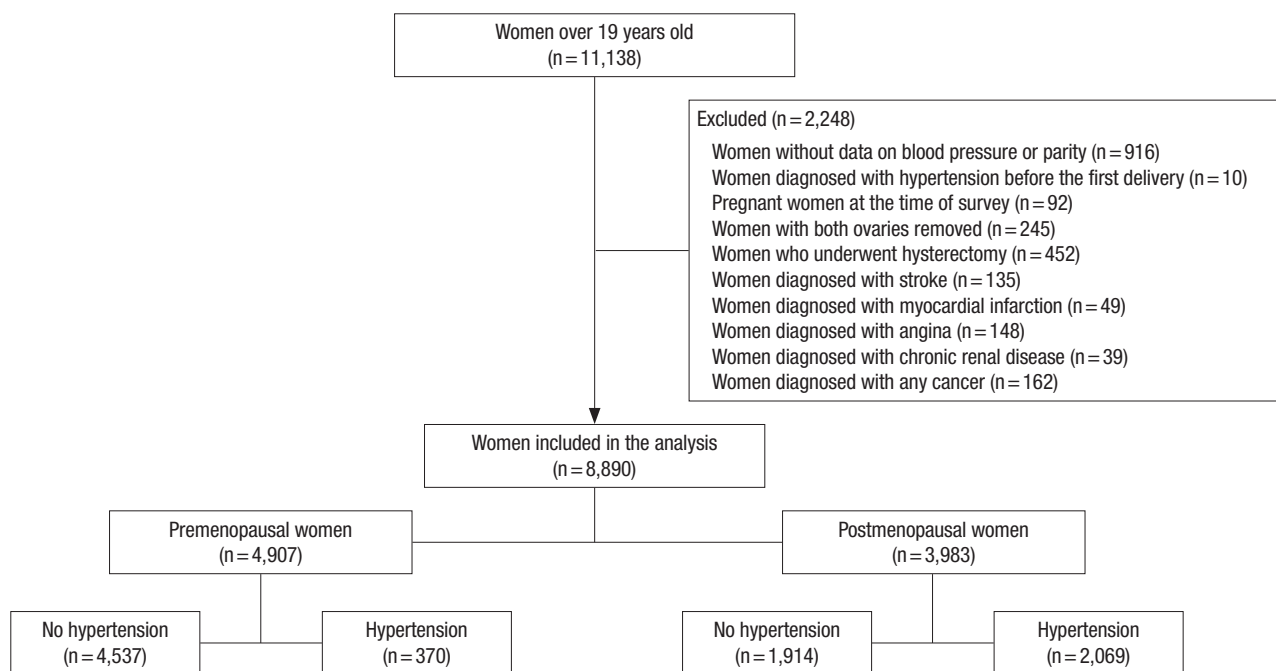 Women over 19 years old
(n=11,138)
Excluded (n=2,248)
Women without data on blood pressure or parity (n=916)
Women diagnosed with hypertension before the first delivery (n=10)
Pregnant women at the time of survey (n=92)
Women with both ovaries removed (n=245)
Women who underwent hysterectomy (n=452)
Women diagnosed with stroke (n=135)
Women diagnosed with myocardial infarction (n=49)
Women diagnosed with angina (n=148)
Women diagnosed with chronic renal disease (n=39)
Women diagnosed with any cancer (n=162)
Women included in the analysis
(n=8,890)
Premenopausal women
(n=4,907)
Postmenopausal women
(n=3,983)
No hypertension
(n=4,537)
Hypertension
(n=370)
No hypertension
(n=1,914)
Hypertension
(n=2,069)